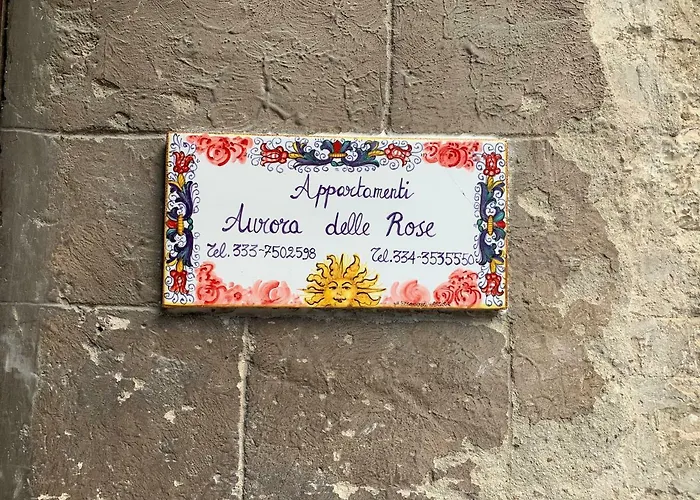 Appartamenti
Aurora delle Rose
Tel. 333-7502598 Tel. 334-3535550